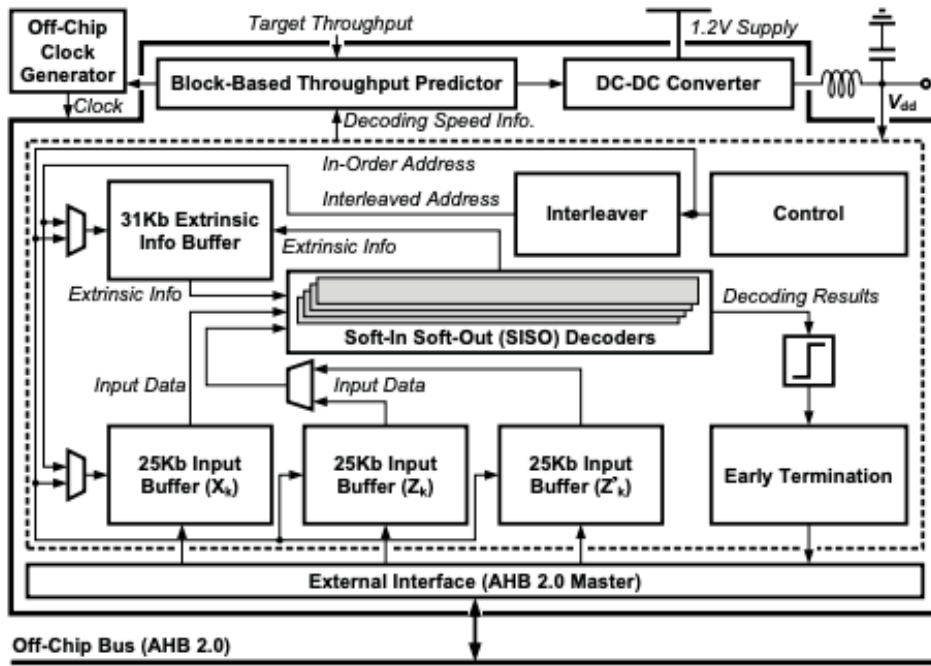 Off-Chip
Clock
Generator
Target Throughput
1.2V Supply
Block-Based Throughput Predictor
DC-DC Converter
Clock
Decoding Speed Info.
Vdd
In-Order Address
Interleaved Address
31Kb Extrinsic
Info Buffer
Interleaver
Control
Extrinsic Info
Extrinsic Info
Decoding Results
Soft-In Soft-Out (SISO) Decoders
Input Data
Input Data
25Kb Input
Buffer (Xk)
25Kb Input
Buffer (Zk)
25Kb Input
Buffer (Z'k)
Early Termination
External Interface (AHB 2.0 Master)
Off-Chip Bus (AHB 2.0)